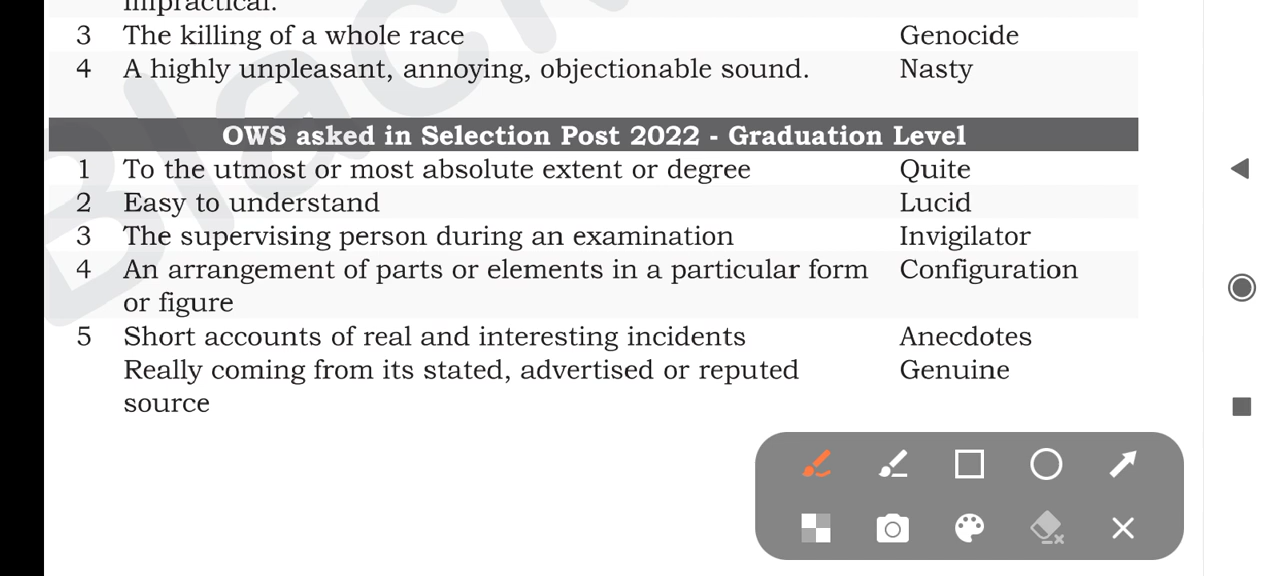 impractical.
3 The killing of a whole race Genocide
4 A highly unpleasant, annoying, objectionable sound. Nasty
OWS asked in Selection Post 2022 - Graduation Level
1 To the utmost or most absolute extent or degree Quite
2 Easy to understand Lucid
3 The supervising person during an examination Invigilator
4 An arrangement of parts or elements in a particular form Configuration
or figure
5 Short accounts of real and interesting incidents Anecdotes
Really coming from its stated, advertised or reputed Genuine
source